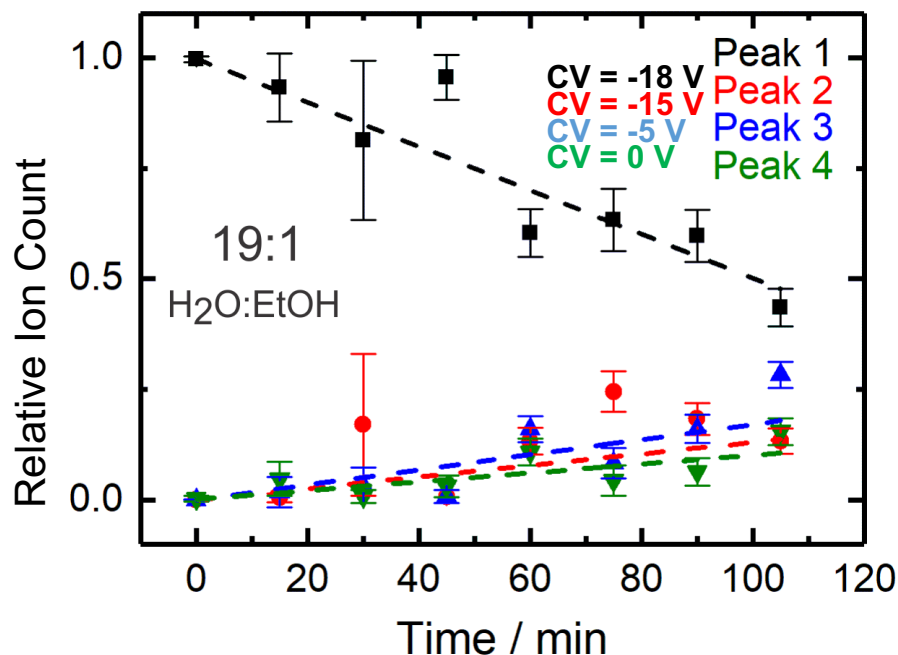 1.0
0.5
0.0
Relative Ion Count
CV = -18 V
CV = -15 V
CV = -5 V
CV = 0 V
Peak 1
Peak 2
Peak 3
Peak 4
19:1
H2O:EtOH
0 20 40 60 80 100 120
Time / min